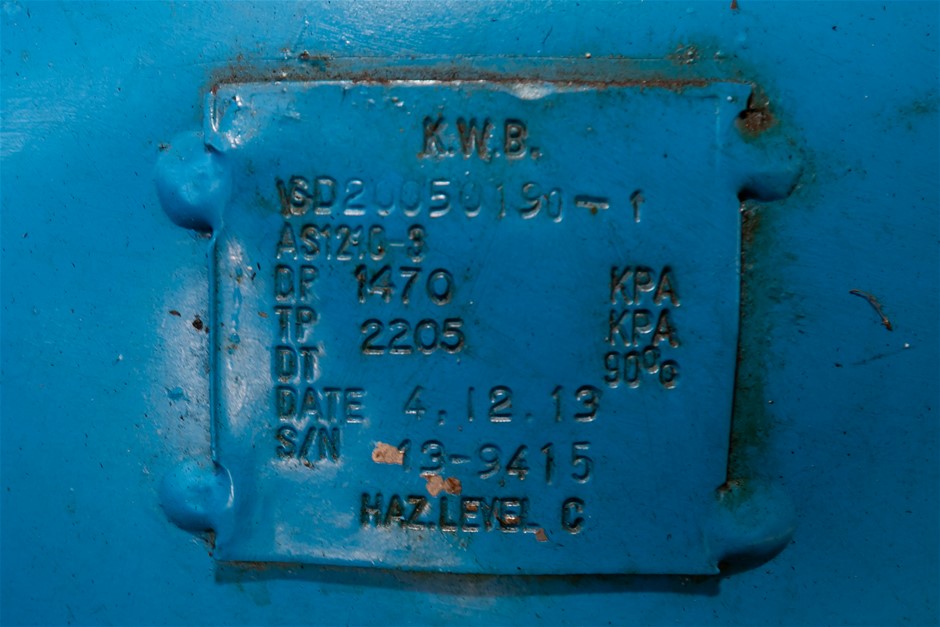 K.W.B.
VSD20050190-1
AS1210-3
DP 1470 KPA
TP 2205 KPA
DT 90°C
DATE 4.12.13
S/N 13-9415
HAZ.LEVEL C